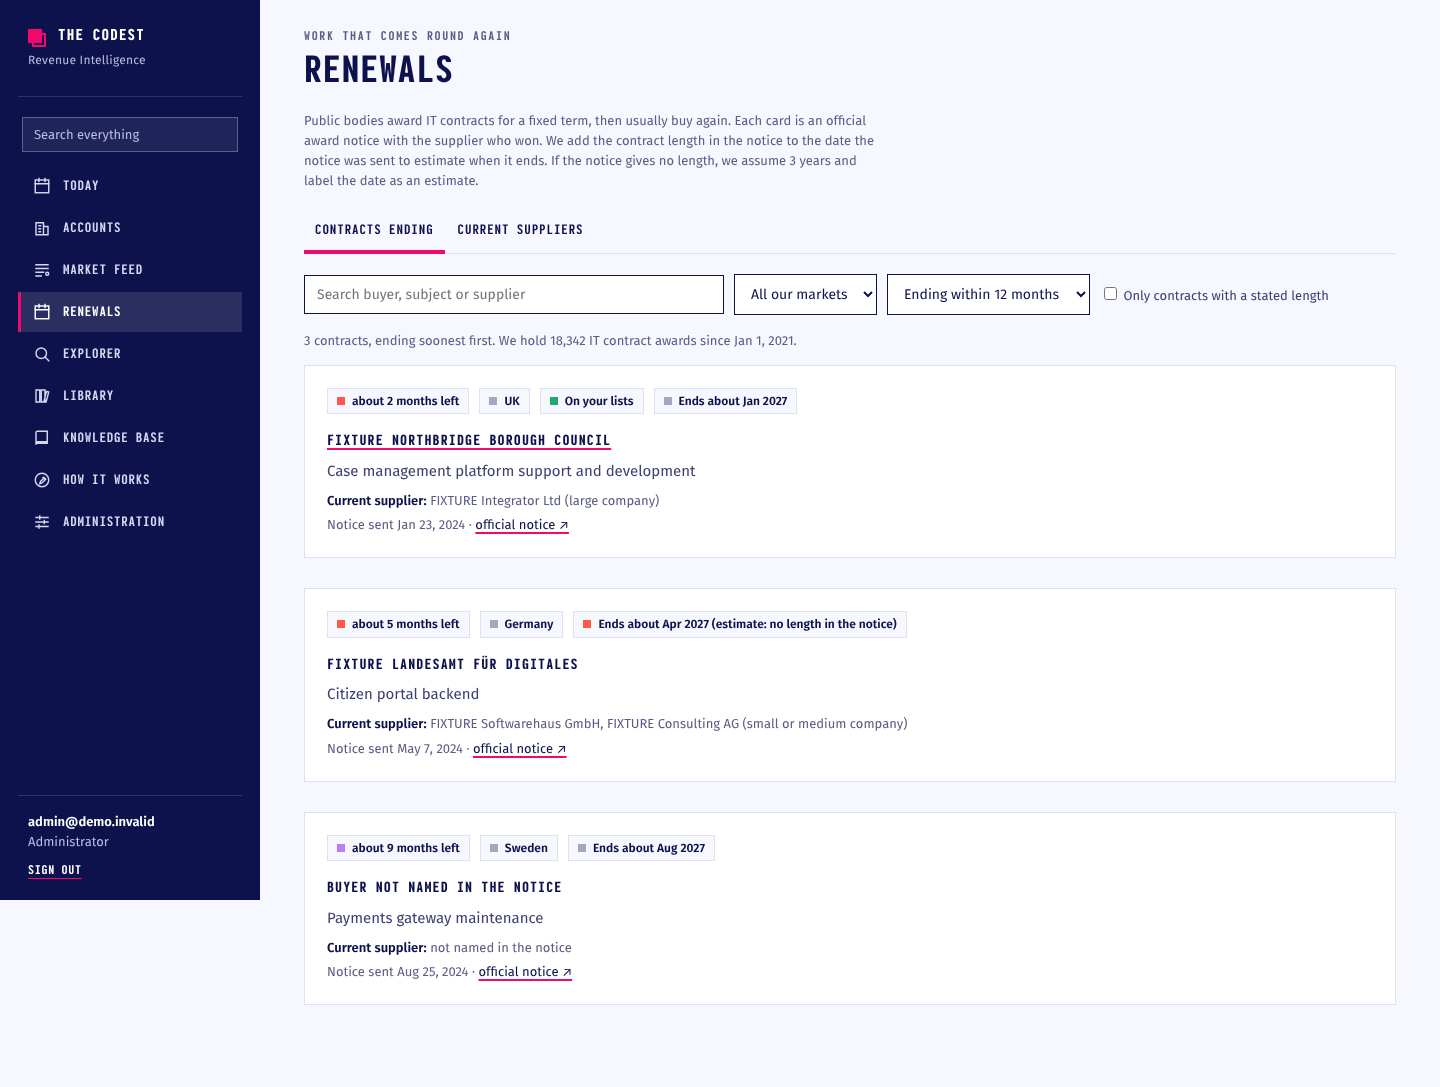 THE CODEST
Revenue Intelligence
Search everything
TODAY
ACCOUNTS
MARKET FEED
RENEWALS
EXPLORER
LIBRARY
KNOWLEDGE BASE
HOW IT WORKS
ADMINISTRATION
admin@demo.invalid
Administrator
SIGN OUT
WORK THAT COMES ROUND AGAIN
RENEWALS
Public bodies award IT contracts for a fixed term, then usually buy again. Each card is an official
award notice with the supplier who won. We add the contract length in the notice to the date the
notice was sent to estimate when it ends. If the notice gives no length, we assume 3 years and
label the date as an estimate.
CONTRACTS ENDING CURRENT SUPPLIERS
Search buyer, subject or supplier All our markets Ending within 12 months Only contracts with a stated length
3 contracts, ending soonest first. We hold 18,342 IT contract awards since Jan 1, 2021.
about 2 months left UK On your lists Ends about Jan 2027
FIXTURE NORTHBRIDGE BOROUGH COUNCIL
Case management platform support and development
Current supplier: FIXTURE Integrator Ltd (large company)
Notice sent Jan 23, 2024 · official notice ↗
about 5 months left Germany Ends about Apr 2027 (estimate: no length in the notice)
FIXTURE LANDESAMT FÜR DIGITALES
Citizen portal backend
Current supplier: FIXTURE Softwarehaus GmbH, FIXTURE Consulting AG (small or medium company)
Notice sent May 7, 2024 · official notice ↗
about 9 months left Sweden Ends about Aug 2027
BUYER NOT NAMED IN THE NOTICE
Payments gateway maintenance
Current supplier: not named in the notice
Notice sent Aug 25, 2024 · official notice ↗